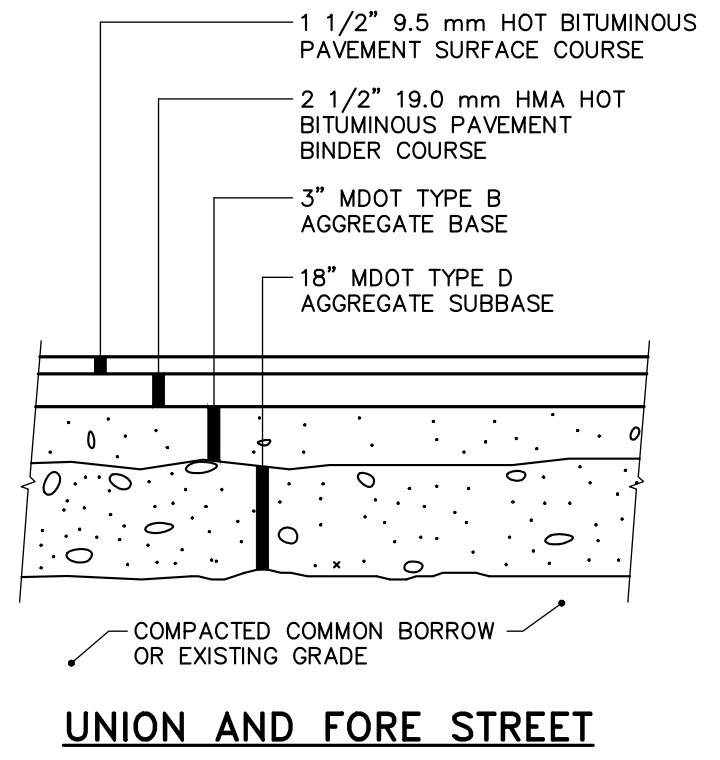 1 1/2” 9.5 mm HOT BITUMINOUS
PAVEMENT SURFACE COURSE
2 1/2” 19.0 mm HMA HOT
BITUMINOUS PAVEMENT
BINDER COURSE
3” MDOT TYPE B
AGGREGATE BASE
18” MDOT TYPE D
AGGREGATE SUBBASE
COMPACTED COMMON BORROW
OR EXISTING GRADE
UNION AND FORE STREET